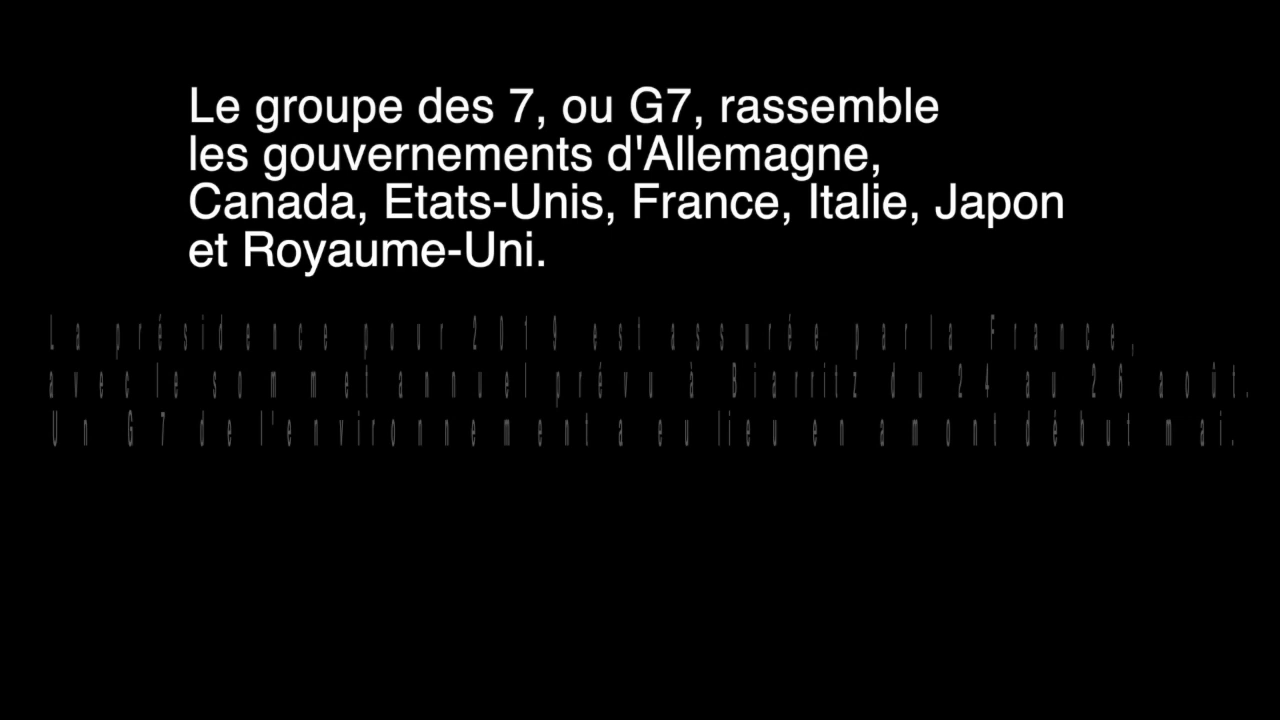 Le groupe des 7, ou G7, rassemble
les gouvernements d'Allemagne,
Canada, Etats-Unis, France, Italie, Japon
et Royaume-Uni.
La présidence pour 2019 est assurée par la France,
avec le sommet annuel prévu à Biarritz du 24 au 26 août.
Un G7 de l'environnement a eu lieu en amont début mai.